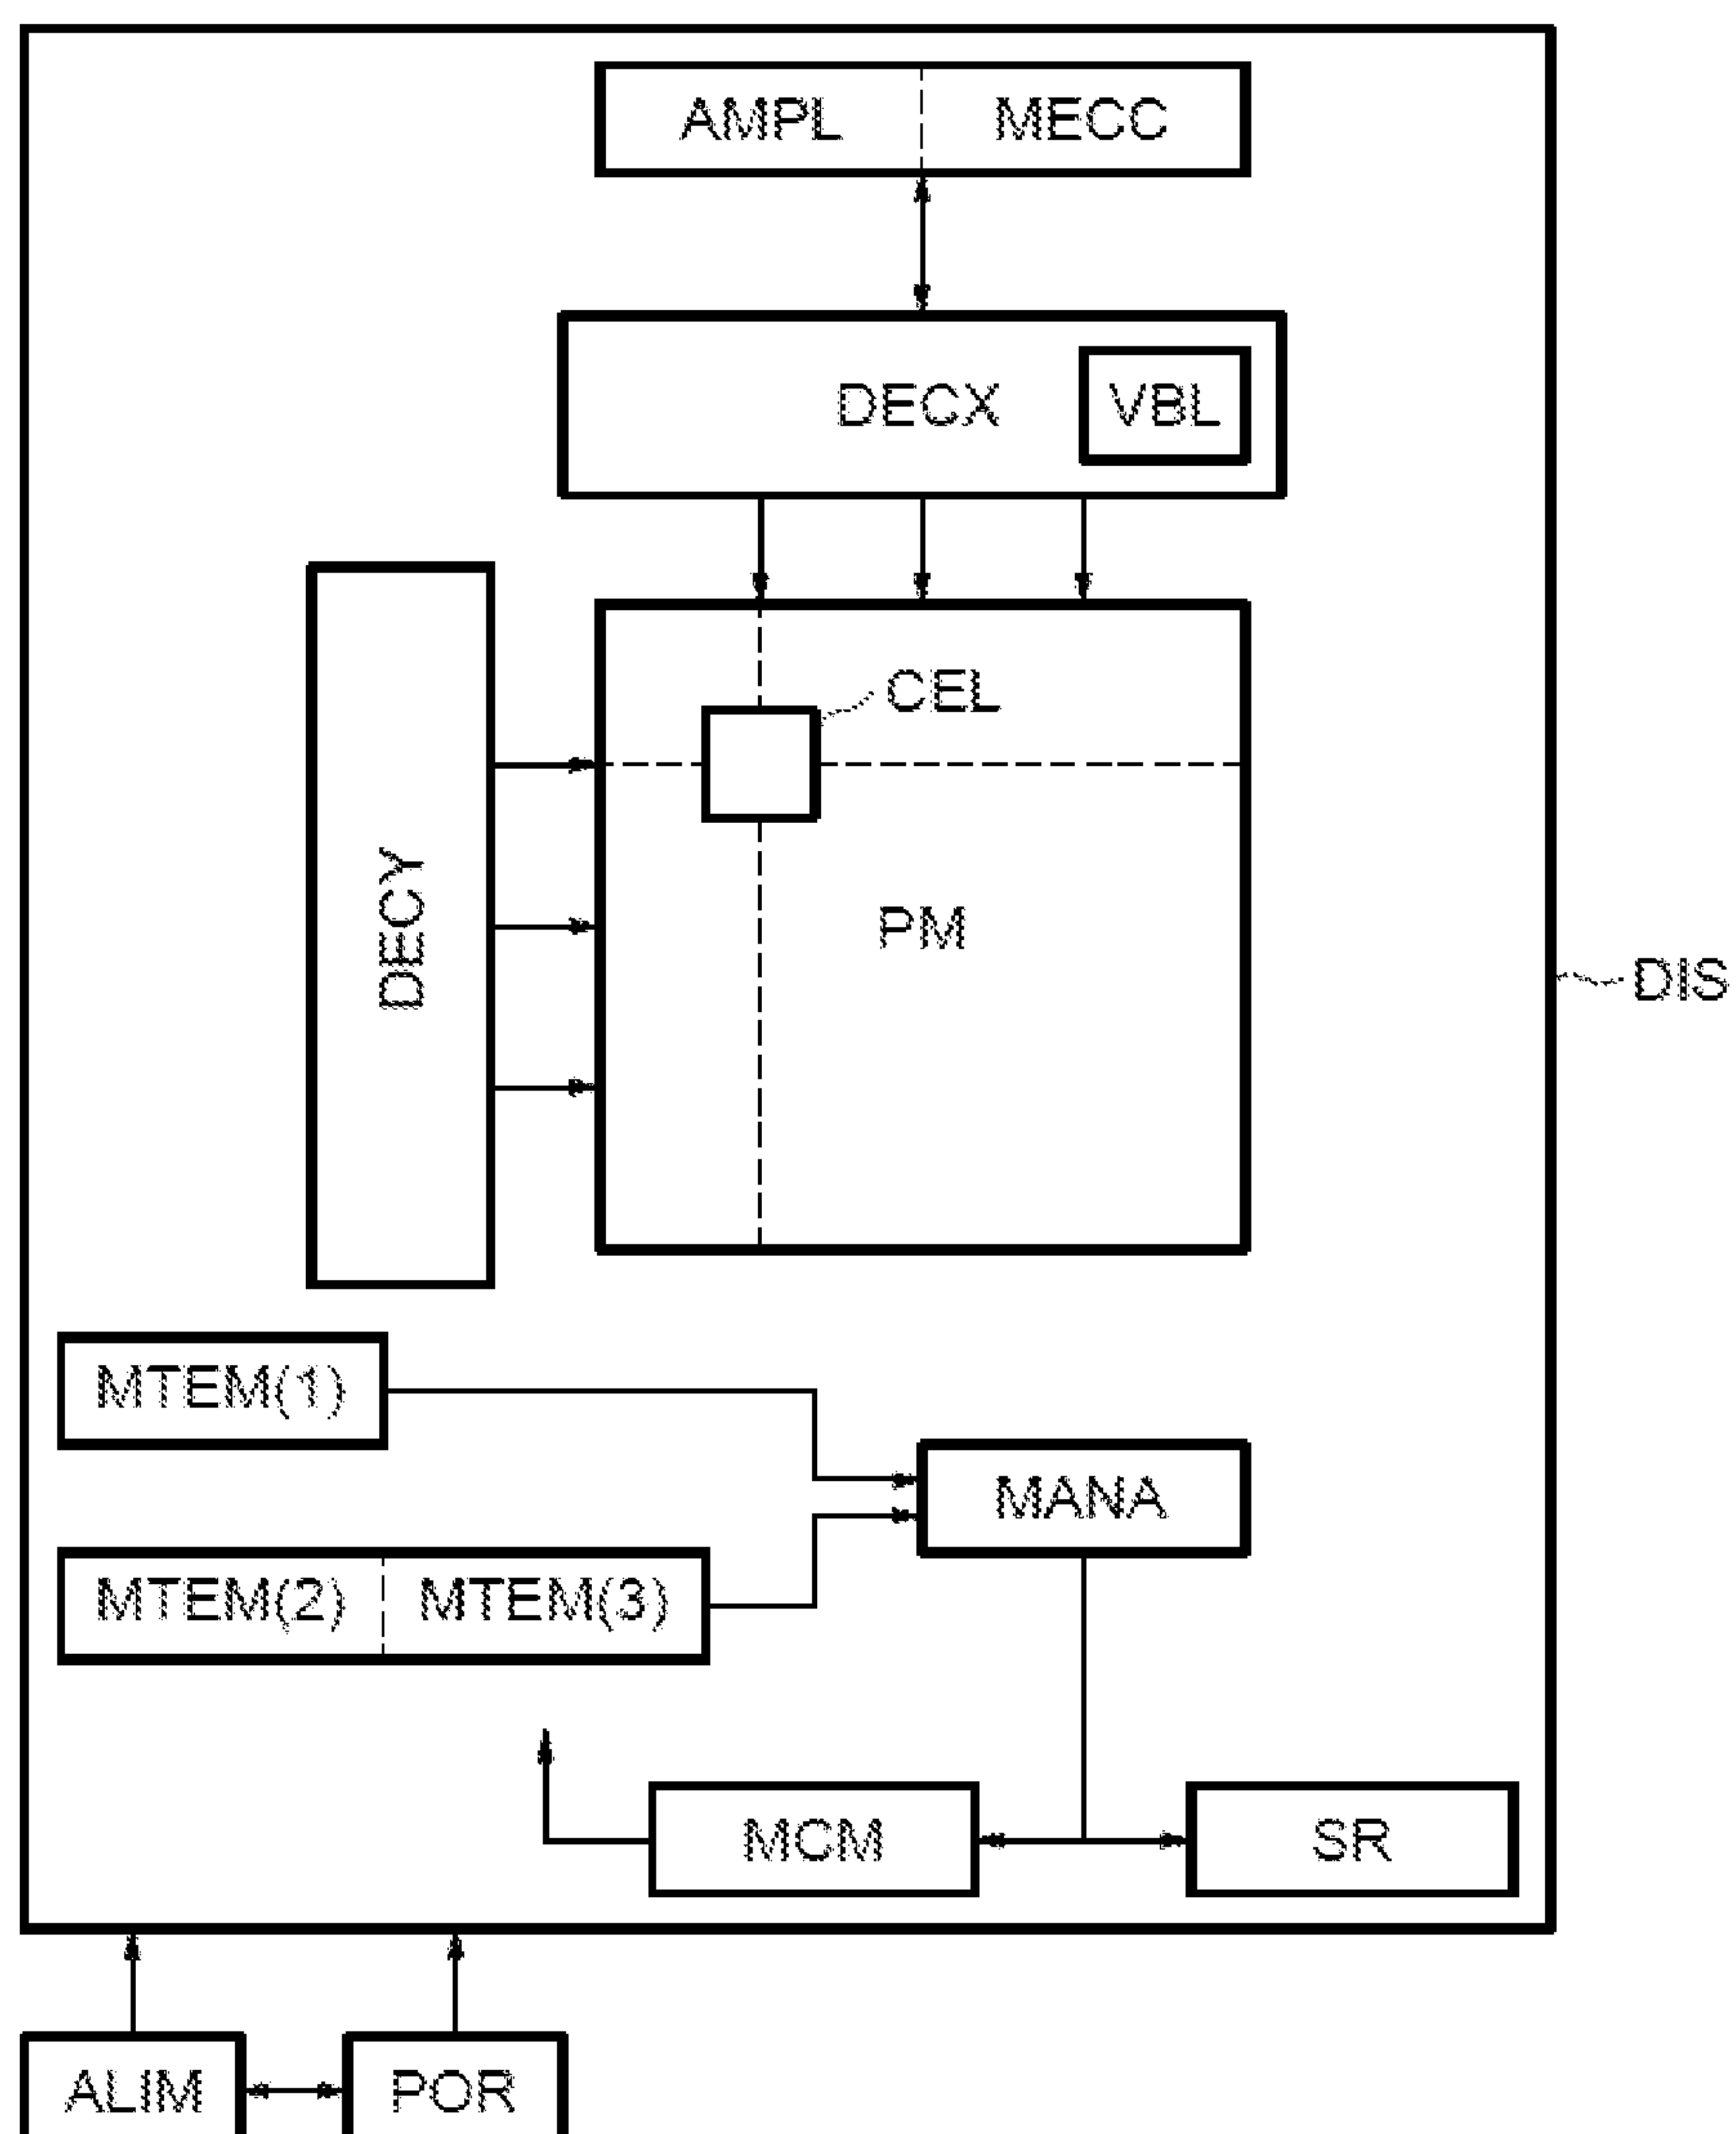 AMPL MECC
DECX VBL
CEL
DECY
PM
DIS
MTEM(1)
MANA
MTEM(2) MTEM(3)
MCM SR
ALIM POR